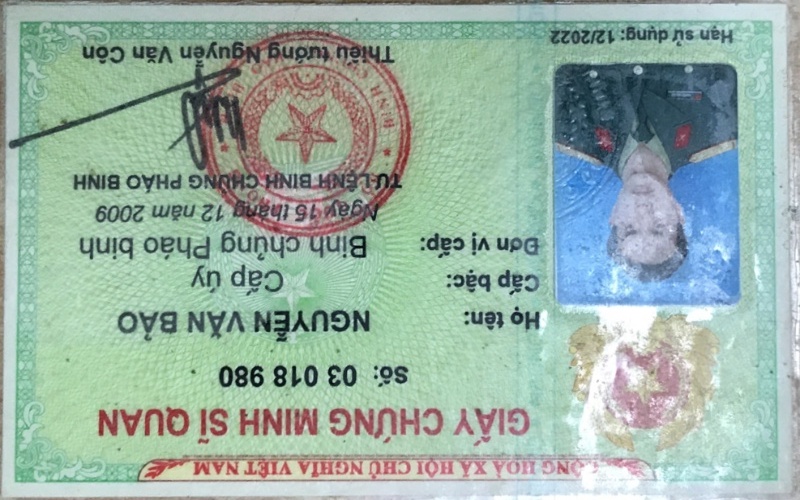 CỘNG HOÀ XÃ HỘI CHỦ NGHĨA VIỆT NAM
GIẤY CHỨNG MINH SĨ QUAN
Số: 03 018 980
Họ tên: NGUYỄN VĂN BẢO
Cấp bậc: Cấp úy
Đơn vị cấp: Binh chủng Pháo binh
Ngày 15 tháng 12 năm 2009
TƯ LỆNH BINH CHỦNG PHÁO BINH
Thiếu tướng Nguyễn Văn Côn
Hạn sử dụng: 12/2022